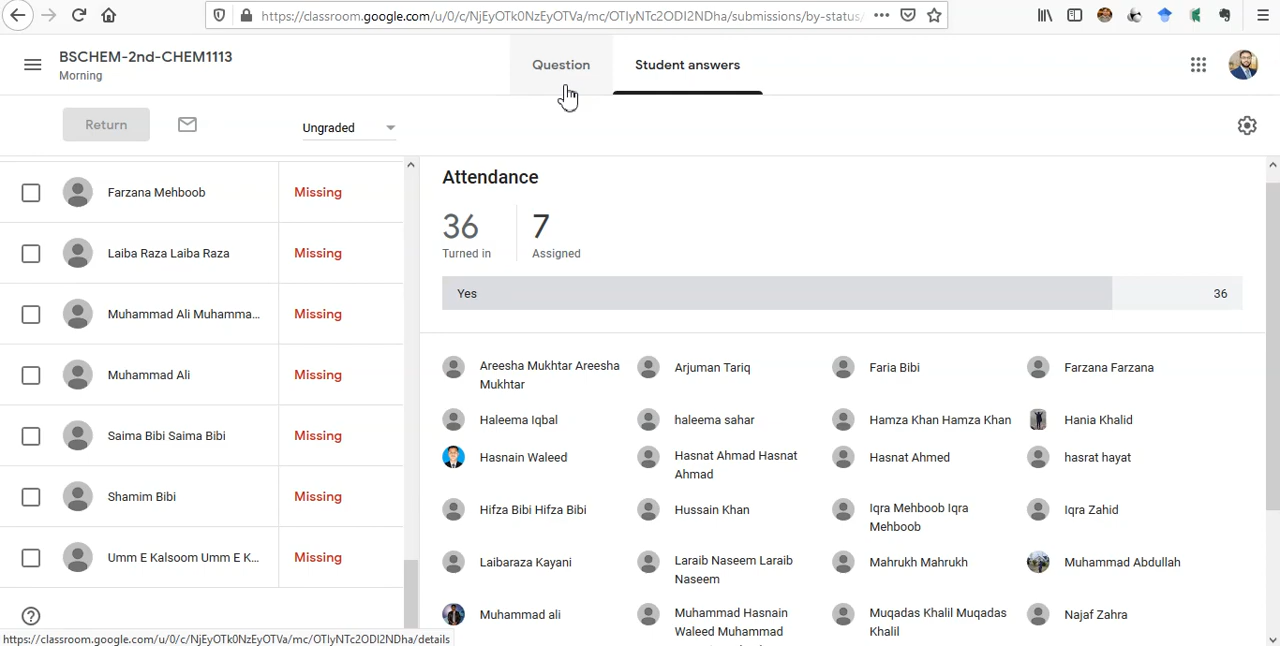 https://classroom.google.com/u/0/c/NjEyOTk0NzEyOTVa/mc/OTIyNTc2ODI2NDha/submissions/by-status/
BSCHEM-2nd-CHEM1113
Morning
Question
Student answers
Return
Ungraded
Farzana Mehboob
Missing
Laiba Raza Laiba Raza
Missing
Muhammad Ali Muhamma...
Missing
Muhammad Ali
Missing
Saima Bibi Saima Bibi
Missing
Shamim Bibi
Missing
Umm E Kalsoom Umm E K...
Missing
Attendance
36
7
Turned in
Assigned
Yes
36
Areesha Mukhtar Areesha
Mukhtar
Arjuman Tariq
Faria Bibi
Farzana Farzana
Haleema Iqbal
haleema sahar
Hamza Khan Hamza Khan
Hania Khalid
Hasnain Waleed
Hasnat Ahmad Hasnat
Ahmad
Hasnat Ahmed
hasrat hayat
Hifza Bibi Hifza Bibi
Hussain Khan
Iqra Mehboob Iqra
Mehboob
Iqra Zahid
Laibaraza Kayani
Laraib Naseem Laraib
Naseem
Mahrukh Mahrukh
Muhammad Abdullah
Muhammad ali
Muhammad Hasnain
Waleed Muhammad
Muqadas Khalil Muqadas
Khalil
Najaf Zahra
https://classroom.google.com/u/0/c/NjEyOTk0NzEyOTVa/mc/OTIyNTc2ODI2NDha/details